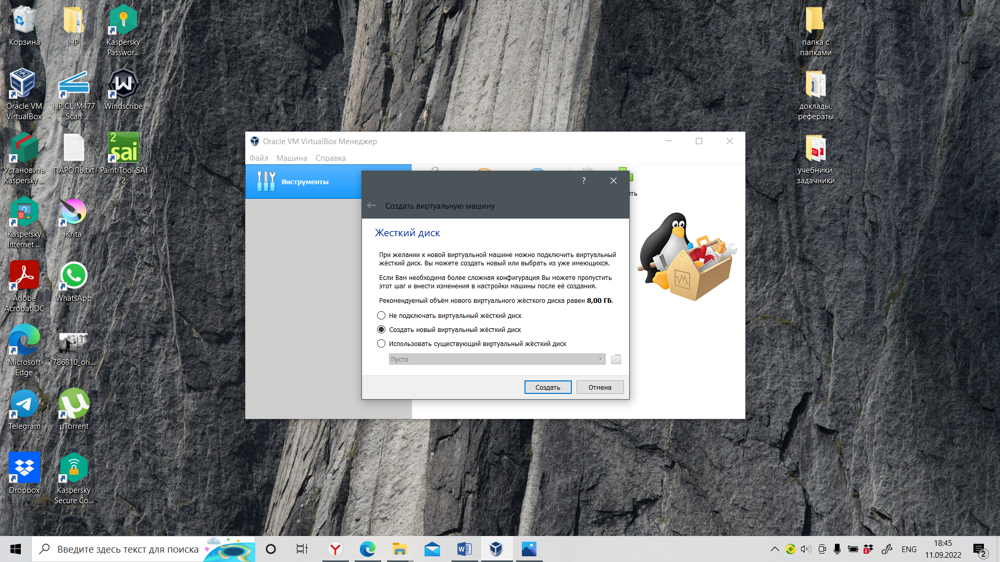 Корзина
HP
Kaspersky
Passwor...
Oracle VM
VirtualBox
HP CLJM477
Scan
Windscribe
Установить
Kaspersky ...
ПАРОЛЬ.txt
2
sai
Paint Tool SAI
2
Kaspersky
Internet ...
Krita
Adobe
Acrobat DC
WhatsApp
Microsoft
Edge
786810_ori...
Telegram
µTorrent
Dropbox
Kaspersky
Secure Co...
папка с
папками
доклады,
рефераты
PDF
учебники,
задачники
Oracle VM VirtualBox Менеджер
Файл Машина Справка
Инструменты
ть
?
Создать виртуальную машину
Жесткий диск
При желании к новой виртуальной машине можно подключить виртуальный
жёсткий диск. Вы можете создать новый или выбрать из уже имеющихся.
Если Вам необходима более сложная конфигурация Вы можете пропустить
этот шаг и внести изменения в настройки машины после её создания.
Рекомендуемый объём нового виртуального жёсткого диска равен 8,00 ГБ.
Не подключать виртуальный жёсткий диск
Создать новый виртуальный жёсткий диск
Использовать существующий виртуальный жёсткий диск
Пусто
Создать Отмена
Введите здесь текст для поиска
ENG
18:45
11.09.2022
2